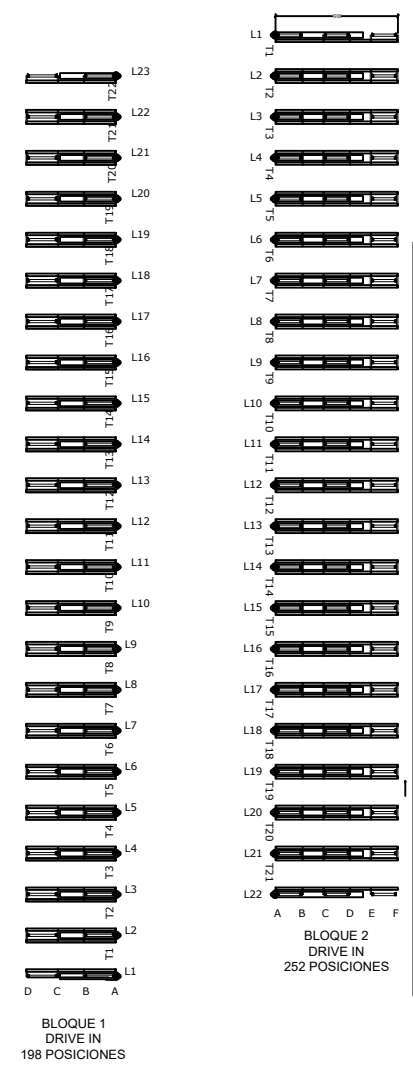 L23
T22
L22
T21
L21
T20
L20
T19
L19
T18
L18
T17
L17
T16
L16
T15
L15
T14
L14
T13
L13
T12
L12
T11
L11
T10
L10
T9
L9
T8
L8
T7
L7
T6
L6
T5
L5
T4
L4
T3
L3
T2
L2
T1
L1
D C B A
BLOQUE 1
DRIVE IN
198 POSICIONES
L1
T1
L2
T2
L3
T3
L4
T4
L5
T5
L6
T6
L7
T7
L8
T8
L9
T9
L10
T10
L11
T11
L12
T12
L13
T13
L14
T14
L15
T15
L16
T16
L17
T17
L18
T18
L19
T19
L20
T20
L21
T21
L22
A B C D E F
BLOQUE 2
DRIVE IN
252 POSICIONES